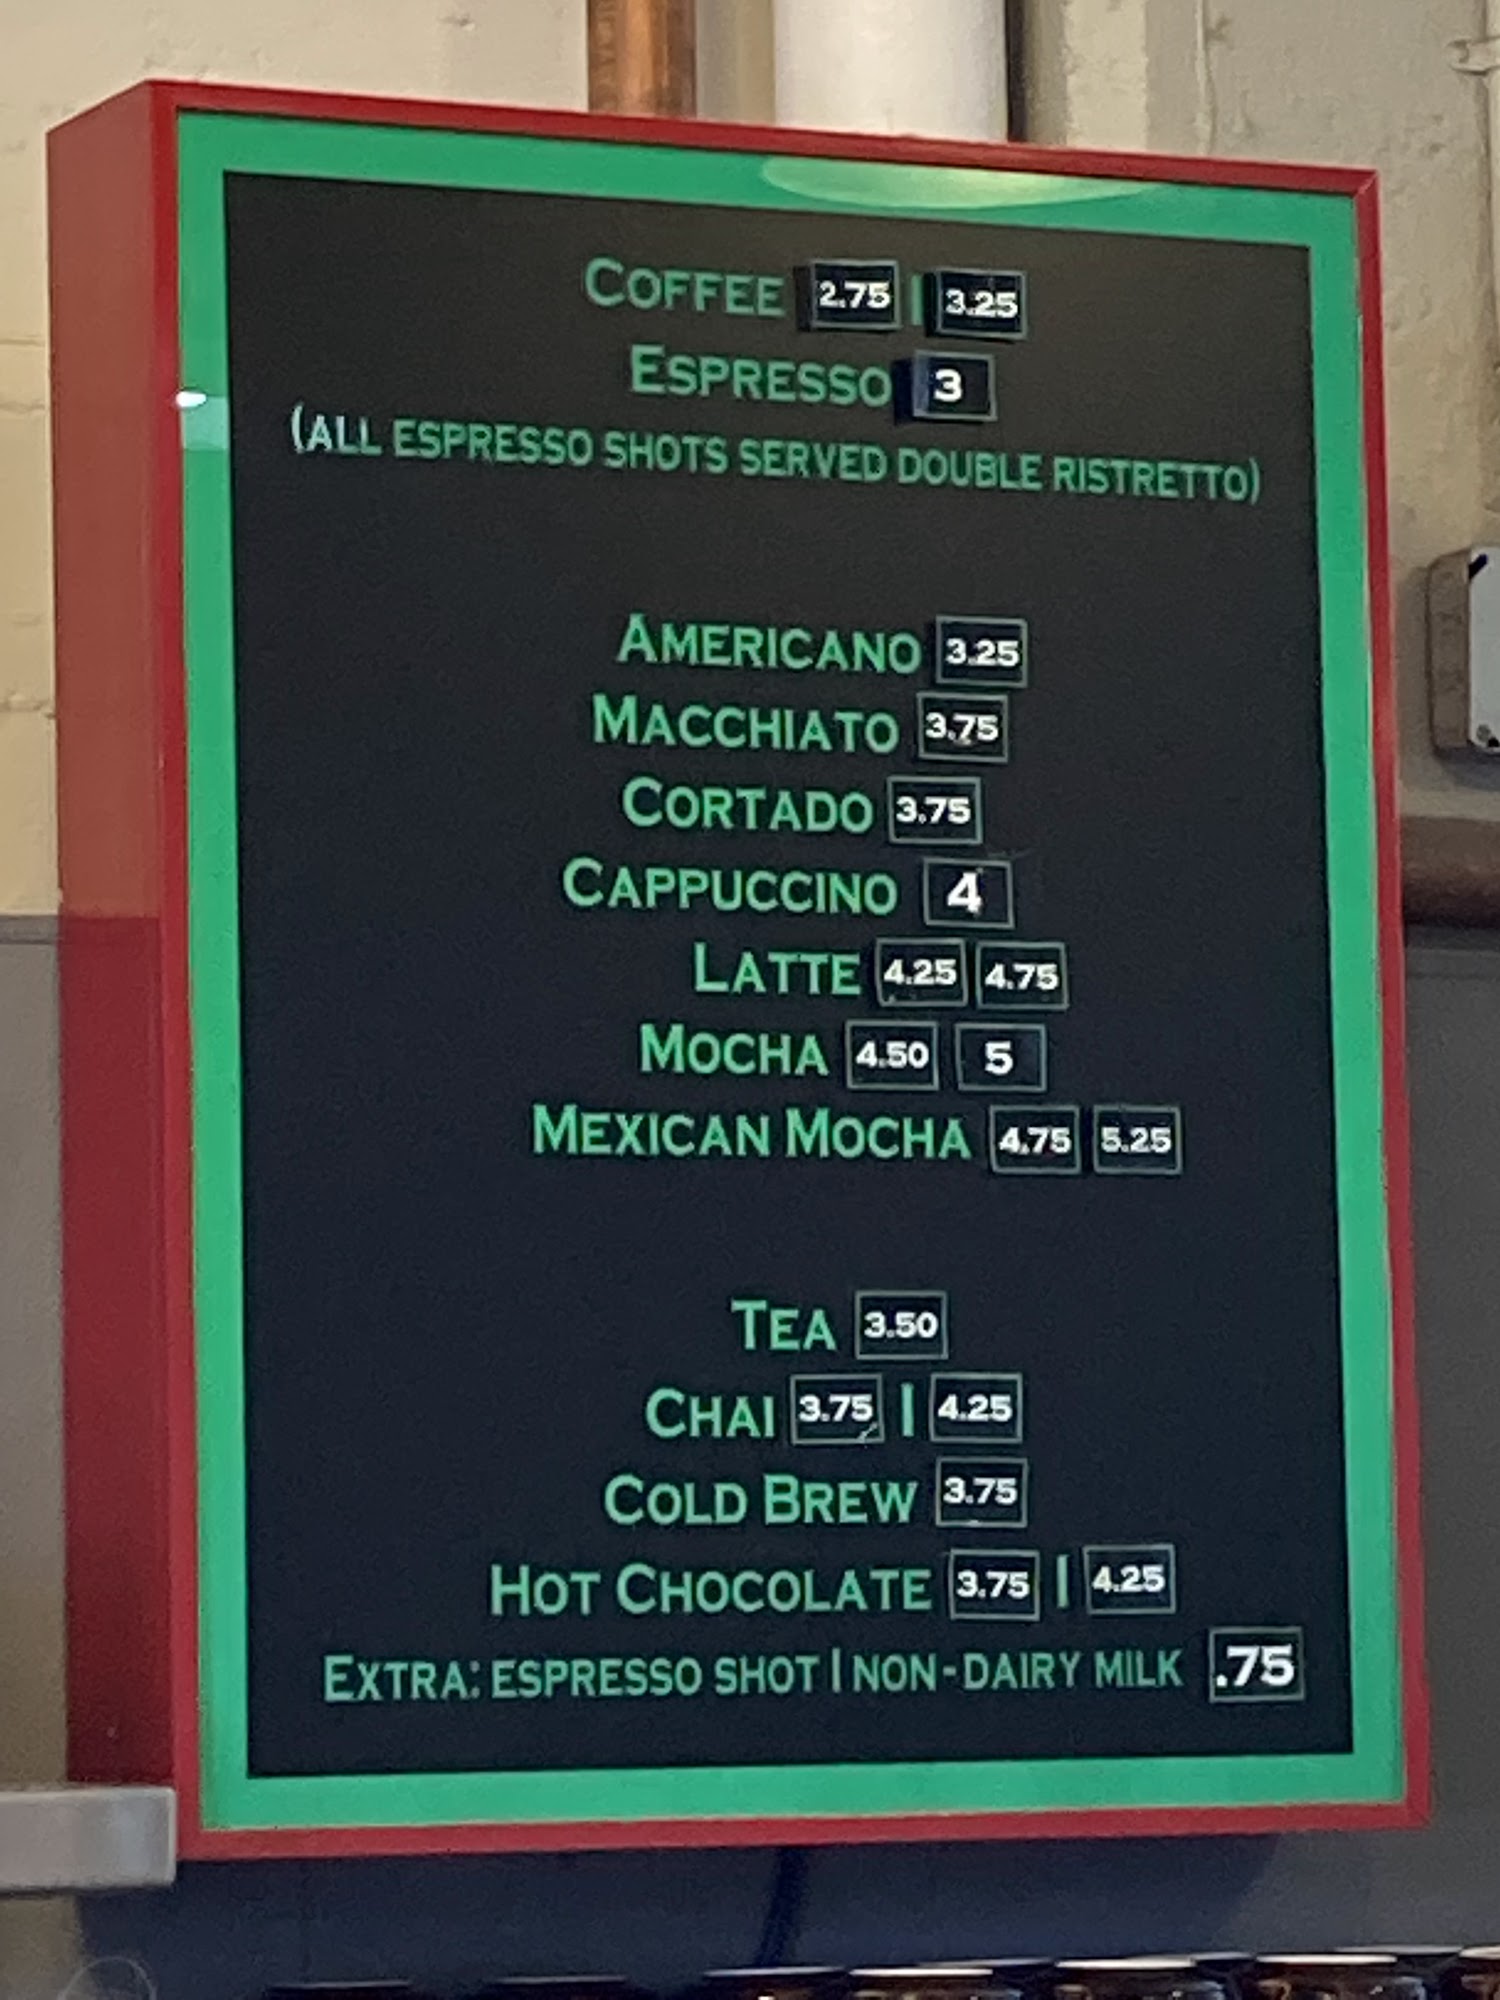 COFFEE 2.75 | 3.25
ESPRESSO 3
(ALL ESPRESSO SHOTS SERVED DOUBLE RISTRETTO)
AMERICANO 3.25
MACCHIATO 3.75
CORTADO 3.75
CAPPUCCINO 4
LATTE 4.25 4.75
MOCHA 4.50 5
MEXICAN MOCHA 4.75 5.25
TEA 3.50
CHAI 3.75 | 4.25
COLD BREW 3.75
HOT CHOCOLATE 3.75 | 4.25
EXTRA: ESPRESSO SHOT | NON-DAIRY MILK .75